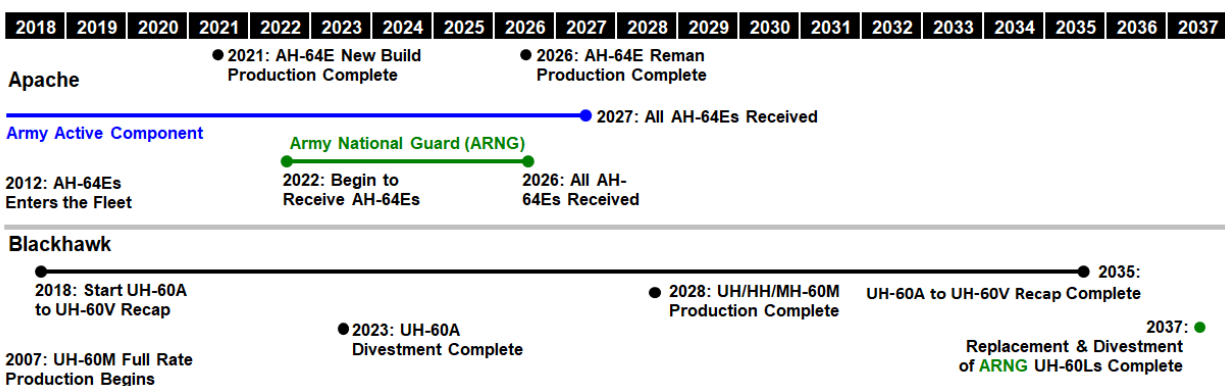 2018 2019 2020 2021 2022 2023 2024 2025 2026 2027 2028 2029 2030 2031 2032 2033 2034 2035 2036 2037
2021: AH-64E New Build
Production Complete
2026: AH-64E Reman
Production Complete
Apache
2027: All AH-64Es Received
Army Active Component
Army National Guard (ARNG)
2012: AH-64Es
Enters the Fleet
2022: Begin to
Receive AH-64Es
2026: All AH-
64Es Received
Blackhawk
2018: Start UH-60A
to UH-60V Recap
2028: UH/HH/MH-60M
Production Complete
2035:
UH-60A to UH-60V Recap Complete
2023: UH-60A
Divestment Complete
2037:
Replacement & Divestment
of ARNG UH-60Ls Complete
2007: UH-60M Full Rate
Production Begins